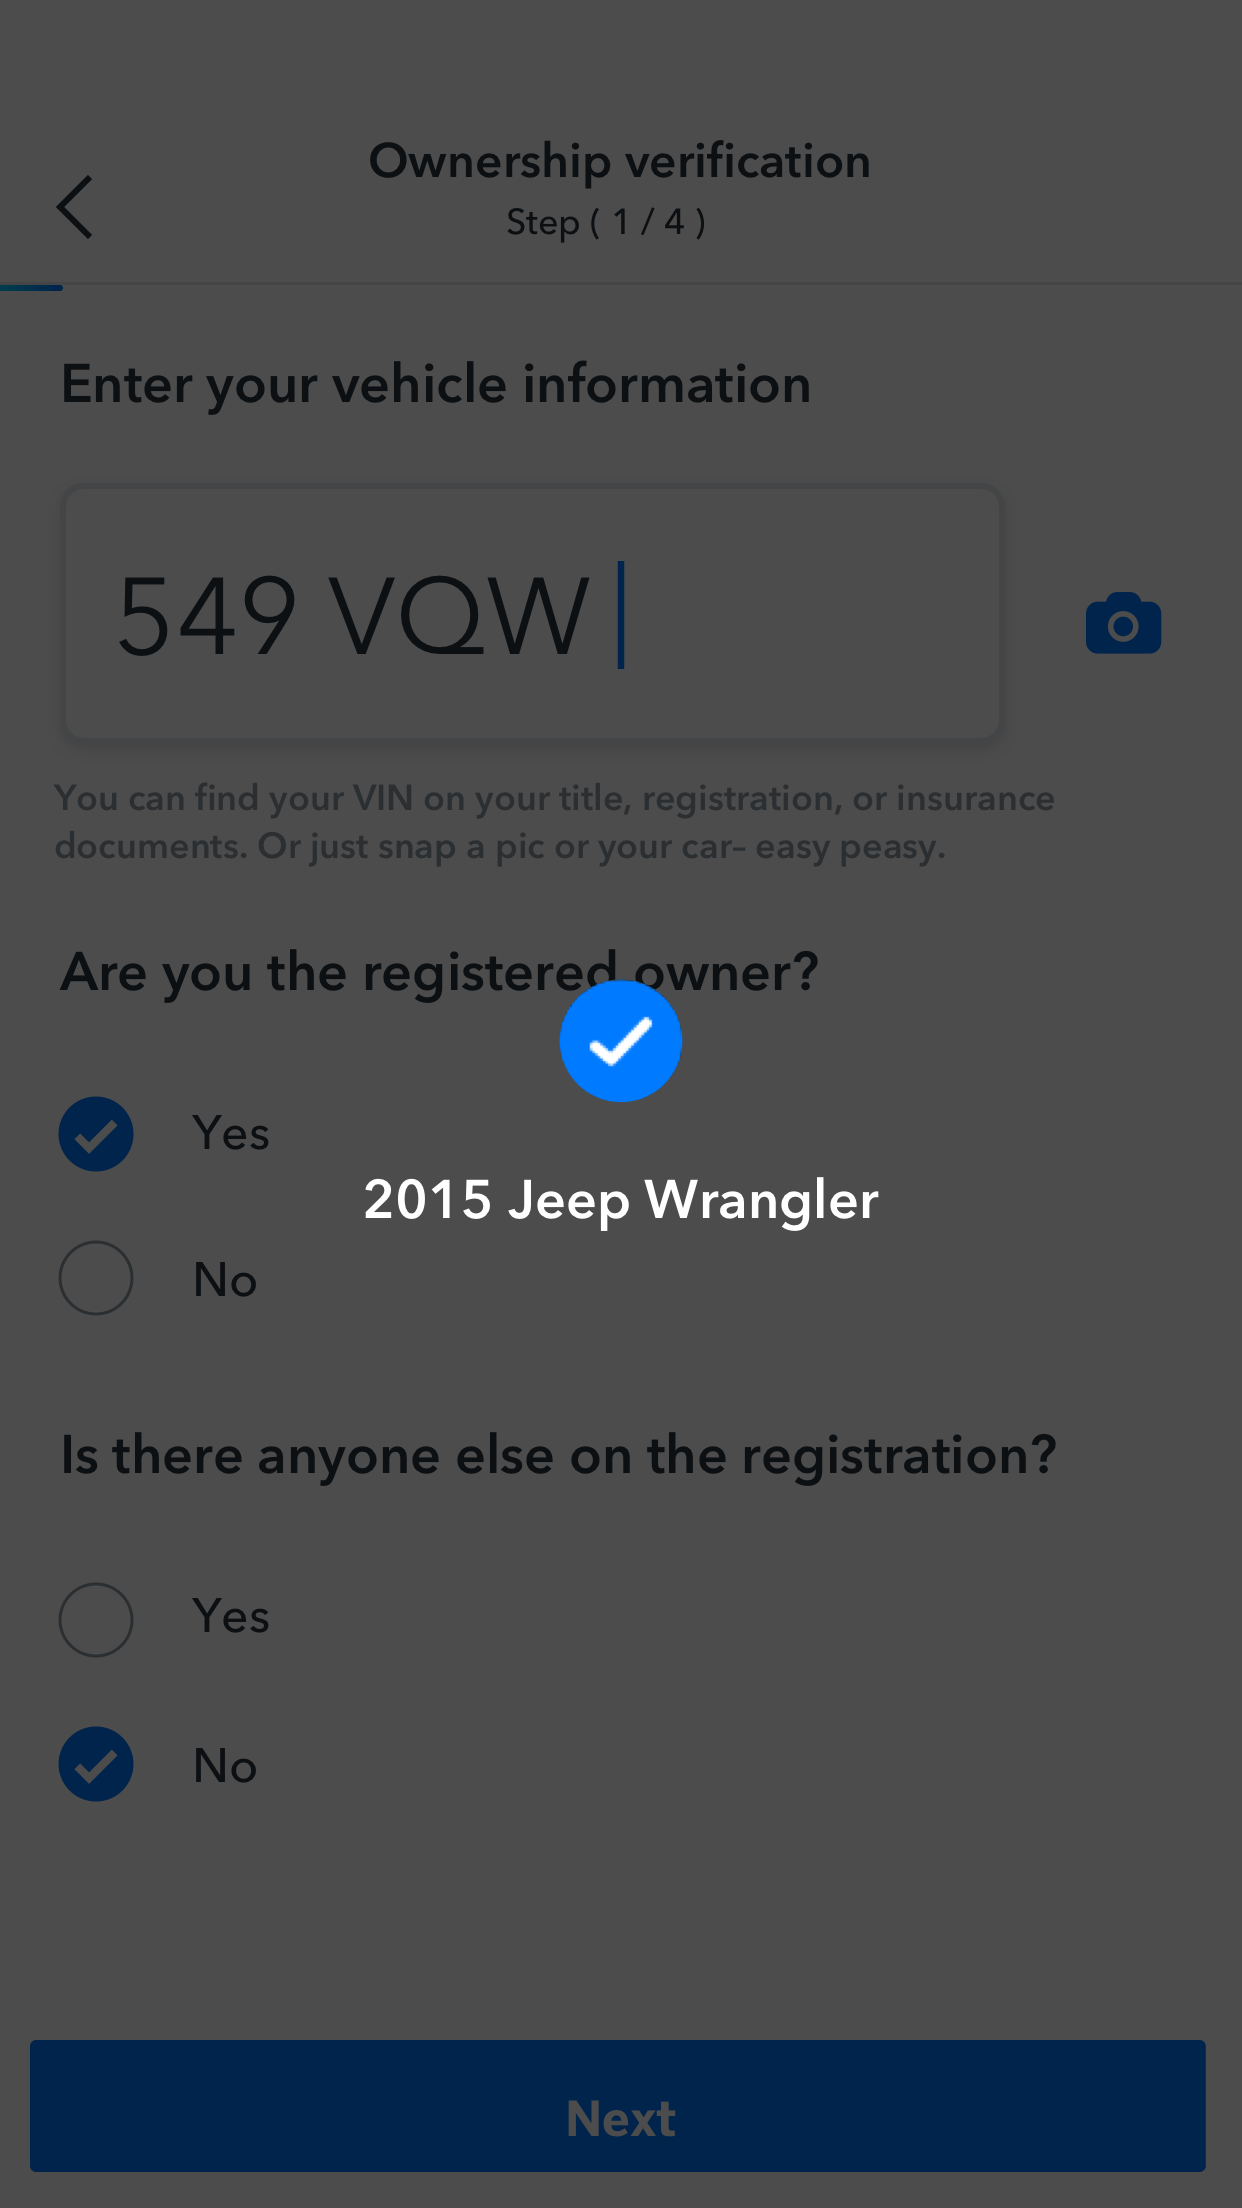 Ownership verification
Step ( 1 / 4 )
Enter your vehicle information
549 VQW
You can find your VIN on your title, registration, or insurance
documents. Or just snap a pic or your car– easy peasy.
Are you the registered owner?
Yes
2015 Jeep Wrangler
No
Is there anyone else on the registration?
Yes
No
Next